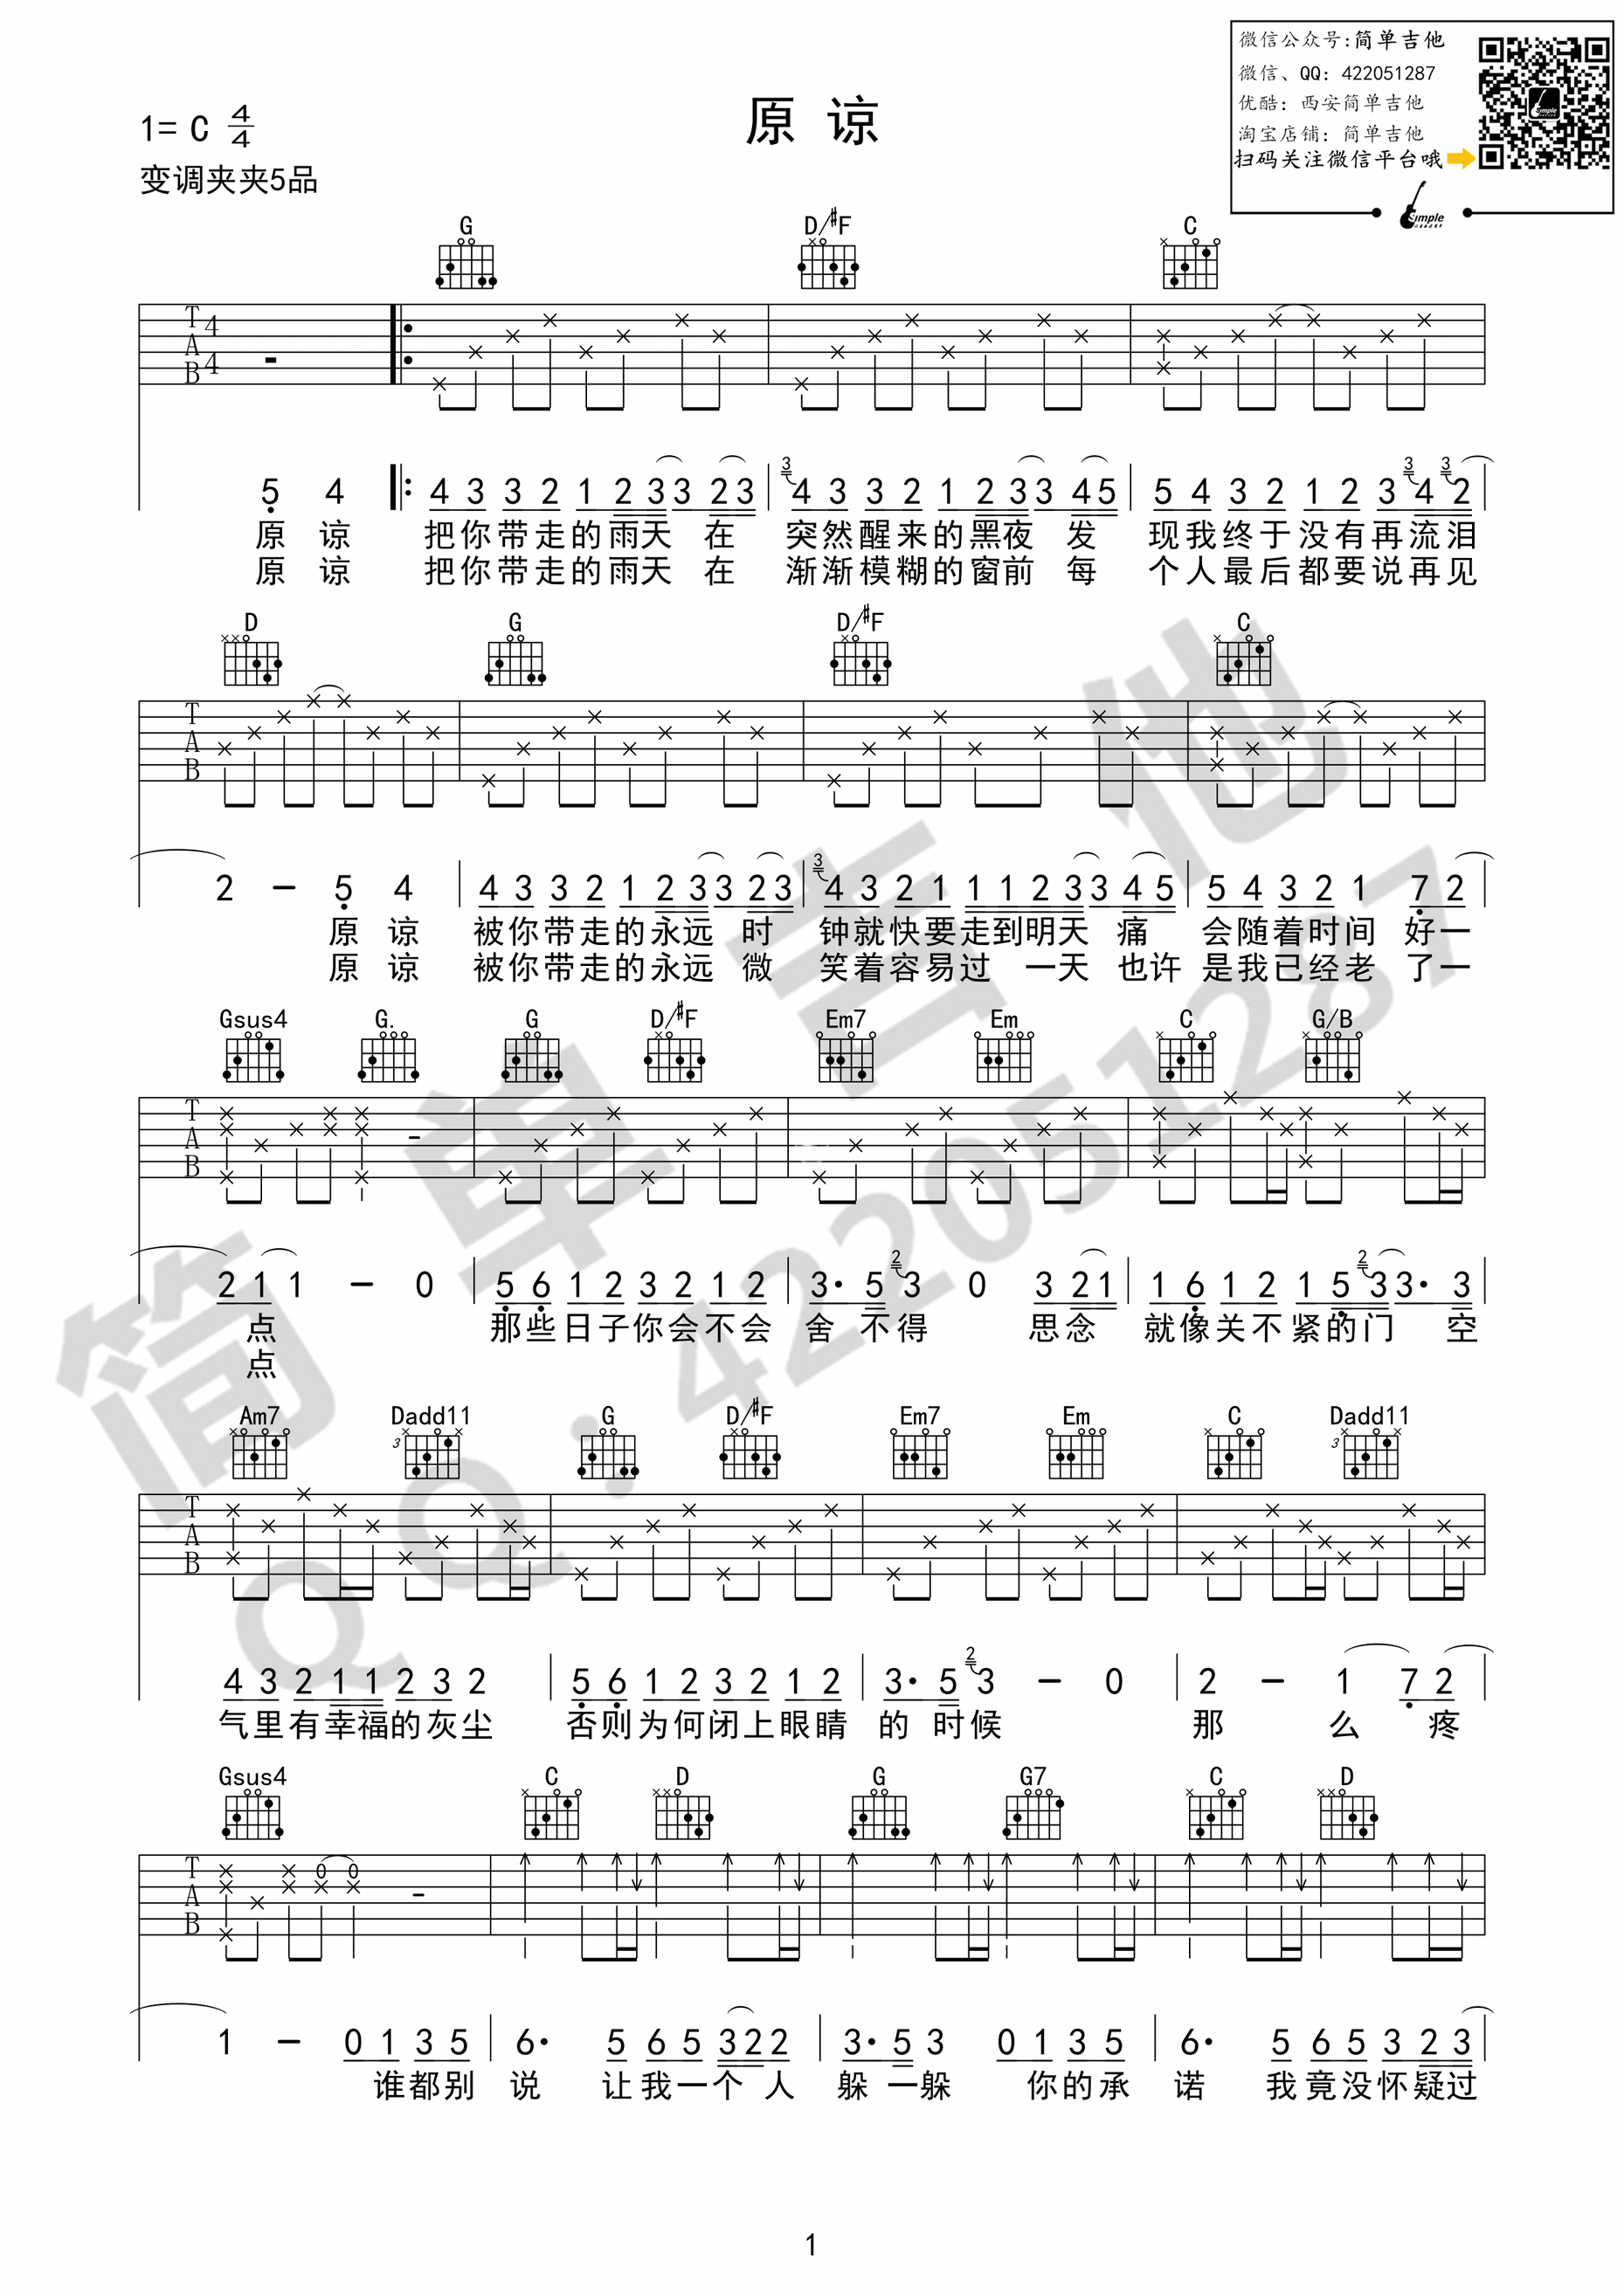 原 谅
1= C 4/4
变调夹夹5品
微信公众号:简单吉他
微信、QQ: 422051287
优酷: 西安简单吉他
淘宝店铺: 简单吉他
扫码关注微信平台哦
Simple
G D/#F C
T A B 4 4
5 4 4 3 3 2 1 2 3 3 2 3 3 4 3 3 2 1 2 3 3 4 5 5 4 3 2 1 2 3 3 4 3 2
原 谅 把你带走的雨天 在 突然醒来的黑夜 发 现我终于没有再流泪
原 谅 把你带走的雨天 在 渐渐模糊的窗前 每 个人最后都要说再见
D G D/#F C
T A B
2 – 5 4 4 3 3 2 1 2 3 3 2 3 3 4 3 2 1 1 1 2 3 3 4 5 5 4 3 2 1 7 2
原 谅 被你带走的永远 时 钟就快要走到明天 痛 会随着时间 好一
原 谅 被你带走的永远 微 笑着容易过 一天 也许 是我已经老 了一
Gsus4 G. G D/#F Em7 Em C G/B
T A B
2 1 1 – 0 5 6 1 2 3 2 1 2 3· 5 2 3 0 3 2 1 1 6 1 2 1 5 2 3 3· 3
点 那些日子你会不会 舍 不得 思念 就像关不紧的门 空
点
Am7 Dadd11 G D/#F Em7 Em C Dadd11
3 3
T A B
4 3 2 1 1 2 3 2 5 6 1 2 3 2 1 2 3· 5 2 3 – 0 2 – 1 7 2
气里有幸福的灰尘 否则为何闭上眼睛 的 时候 那 么 疼
Gsus4 C D G G7 C D
T A B 0 0
1 – 0 1 3 5 6· 5 6 5 3 2 2 3· 5 3 0 1 3 5 6· 5 6 5 3 2 3
谁都别 说 让我一个 人 躲 一躲 你的承 诺 我竟没怀疑过
1
简单吉他
QQ:422051287